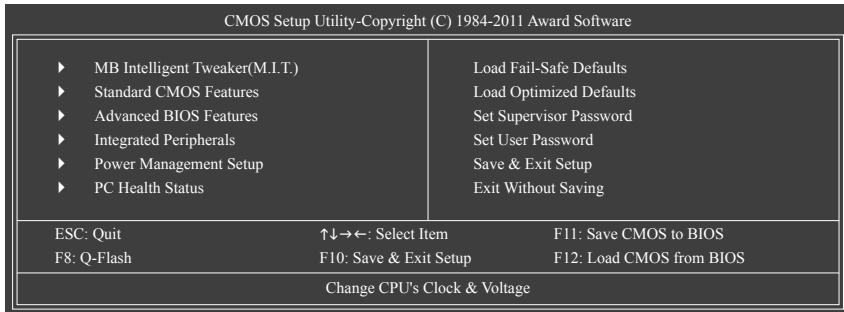 CMOS Setup Utility-Copyright (C) 1984-2011 Award Software
MB Intelligent Tweaker(M.I.T.)
Standard CMOS Features
Advanced BIOS Features
Integrated Peripherals
Power Management Setup
PC Health Status
Load Fail-Safe Defaults
Load Optimized Defaults
Set Supervisor Password
Set User Password
Save & Exit Setup
Exit Without Saving
ESC: Quit ↑↓→←: Select Item F11: Save CMOS to BIOS
F8: Q-Flash F10: Save & Exit Setup F12: Load CMOS from BIOS
Change CPU's Clock & Voltage